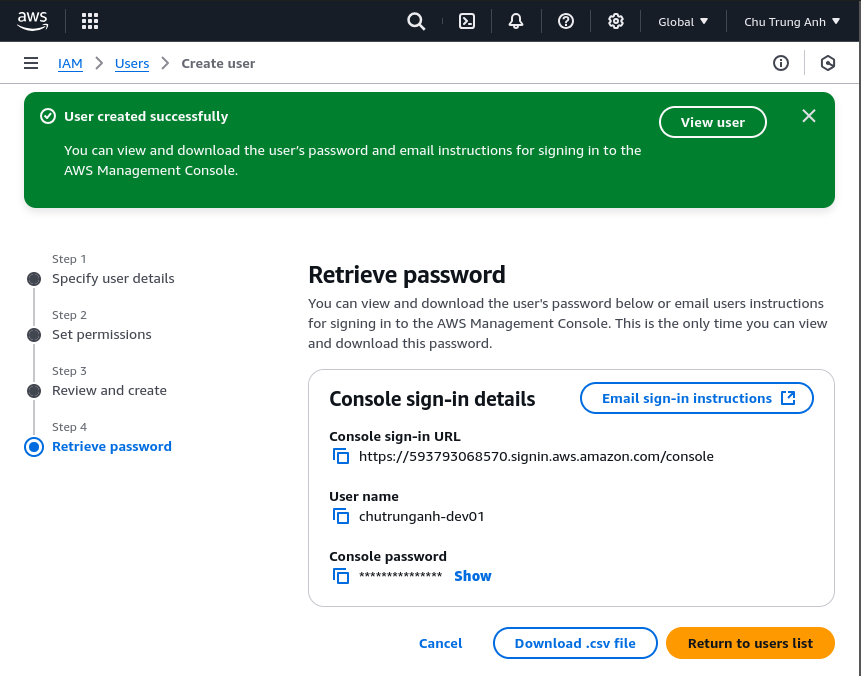 aws
Global
Chu Trung Anh
IAM
Users
Create user
User created successfully
View user
You can view and download the user's password and email instructions for signing in to the
AWS Management Console.
Step 1
Specify user details
Step 2
Set permissions
Step 3
Review and create
Step 4
Retrieve password
Retrieve password
You can view and download the user's password below or email users instructions
for signing in to the AWS Management Console. This is the only time you can view
and download this password.
Console sign-in details
Email sign-in instructions
Console sign-in URL
https://593793068570.signin.aws.amazon.com/console
User name
chutrunganh-dev01
Console password
*************** Show
Cancel
Download .csv file
Return to users list